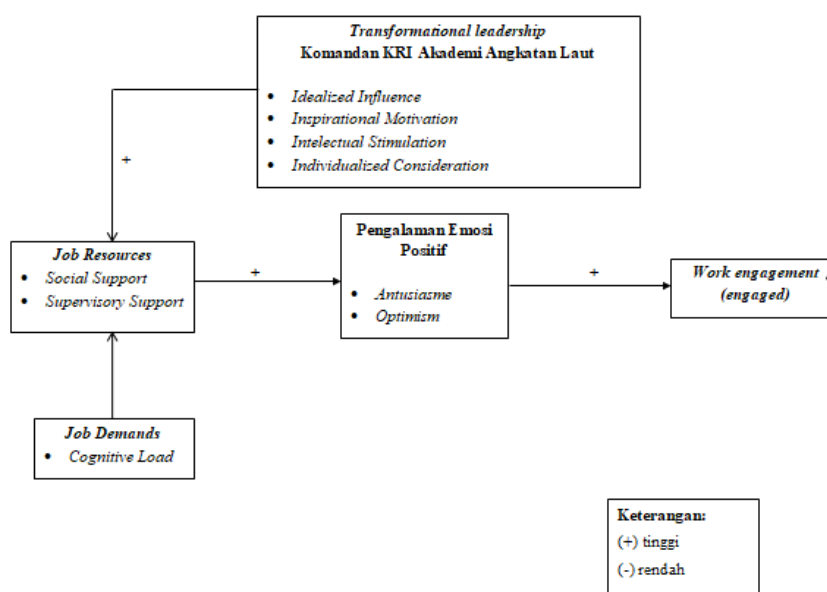 Transformational leadership
Komandan KRI Akademi Angkatan Laut
• Idealized Influence
• Inspirational Motivation
• Intelectual Stimulation
• Individualized Consideration
+
Job Resources
• Social Support
• Supervisory Support
+
Pengalaman Emosi
Positif
• Antusiasme
• Optimism
+
Work engagement
(engaged)
Job Demands
• Cognitive Load
Keterangan:
(+) tinggi
(-) rendah